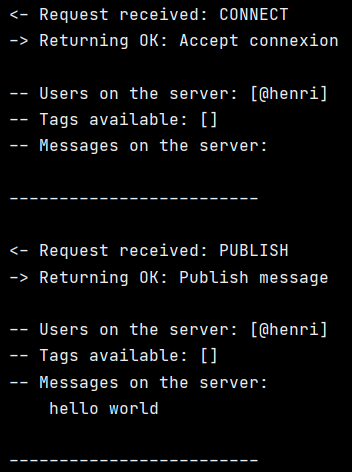 <- Request received: CONNECT
-> Returning OK: Accept connexion
-- Users on the server: [@henri]
-- Tags available: []
-- Messages on the server:
-------------------------
<- Request received: PUBLISH
-> Returning OK: Publish message
-- Users on the server: [@henri]
-- Tags available: []
-- Messages on the server:
hello world
-------------------------